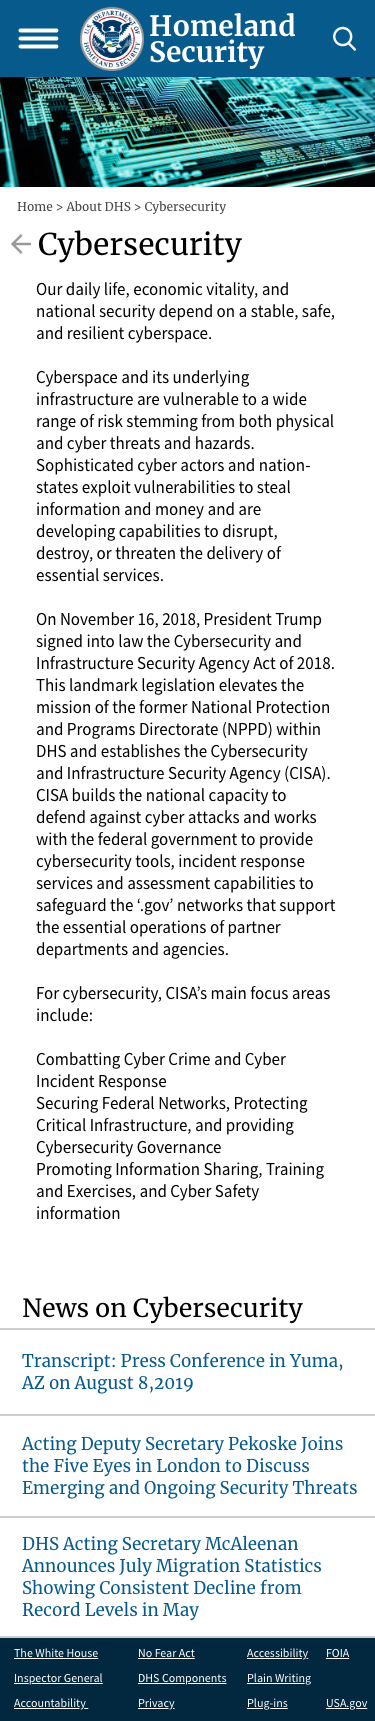 Homeland
Security
U.S. DEPARTMENT OF
HOMELAND SECURITY
Home > About DHS > Cybersecurity
Cybersecurity
Our daily life, economic vitality, and
national security depend on a stable, safe,
and resilient cyberspace.
Cyberspace and its underlying
infrastructure are vulnerable to a wide
range of risk stemming from both physical
and cyber threats and hazards.
Sophisticated cyber actors and nation-
states exploit vulnerabilities to steal
information and money and are
developing capabilities to disrupt,
destroy, or threaten the delivery of
essential services.
On November 16, 2018, President Trump
signed into law the Cybersecurity and
Infrastructure Security Agency Act of 2018.
This landmark legislation elevates the
mission of the former National Protection
and Programs Directorate (NPPD) within
DHS and establishes the Cybersecurity
and Infrastructure Security Agency (CISA).
CISA builds the national capacity to
defend against cyber attacks and works
with the federal government to provide
cybersecurity tools, incident response
services and assessment capabilities to
safeguard the ‘.gov’ networks that support
the essential operations of partner
departments and agencies.
For cybersecurity, CISA’s main focus areas
include:
Combatting Cyber Crime and Cyber
Incident Response
Securing Federal Networks, Protecting
Critical Infrastructure, and providing
Cybersecurity Governance
Promoting Information Sharing, Training
and Exercises, and Cyber Safety
information
News on Cybersecurity
Transcript: Press Conference in Yuma,
AZ on August 8,2019
Acting Deputy Secretary Pekoske Joins
the Five Eyes in London to Discuss
Emerging and Ongoing Security Threats
DHS Acting Secretary McAleenan
Announces July Migration Statistics
Showing Consistent Decline from
Record Levels in May
The White House No Fear Act Accessibility FOIA
Inspector General DHS Components Plain Writing
Accountability Privacy Plug-ins USA.gov